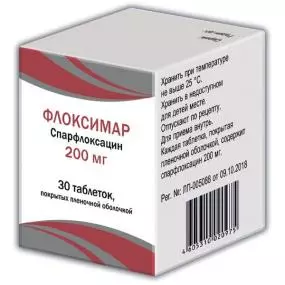 ФЛОКСИМАР
Спарфлоксацин
200 мг
30 таблеток,
покрытых пленочной оболочкой
Хранить при температуре
не выше 25 °C.
Хранить в недоступном
для детей месте.
Отпускают по рецепту.
Для приема внутрь.
Каждая таблетка, покрытая
пленочной оболочкой, содержит
спарфлоксацин 200 мг.
Рег. №: ЛП-005088 от 09.10.2018